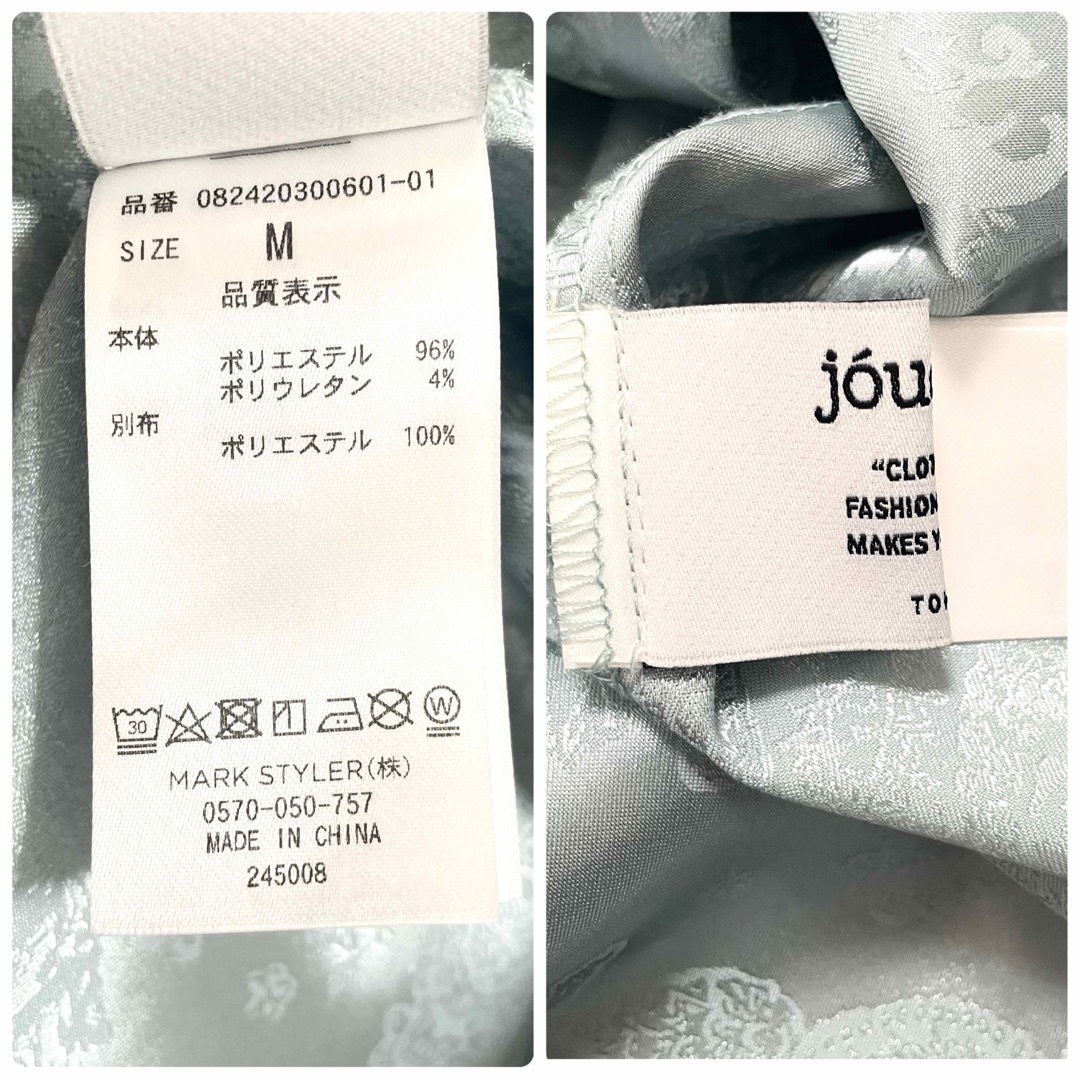 品番 082420300601-01
SIZE M
品質表示
本体
ポリエステル 96%
ポリウレタン 4%
別布
ポリエステル 100%
30
W
MARK STYLER(株)
0570-050-757
MADE IN CHINA
245008
jóu
"CLOT
FASHION
MAKES Y
TO